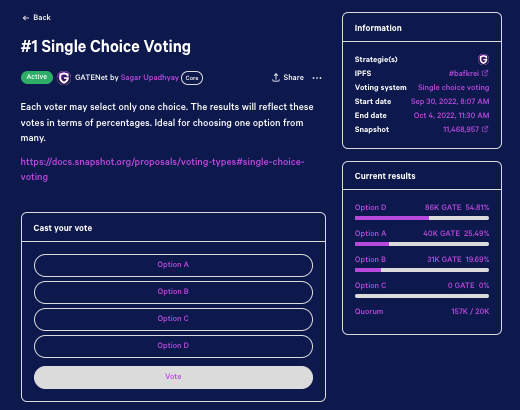 ← Back
#1 Single Choice Voting
Active GATENet by Sagar Upadhyay Core Share ...
Each voter may select only one choice. The results will reflect these
votes in terms of percentages. Ideal for choosing one option from
many.
https://docs.snapshot.org/proposals/voting-types#single-choice-
voting
Cast your vote
Option A
Option B
Option C
Option D
Vote
Information
Strategie(s)
IPFS #bafkrei
Voting system Single choice voting
Start date Sep 30, 2022, 8:07 AM
End date Oct 4, 2022, 11:30 AM
Snapshot 11,468,957
Current results
Option D 86K GATE 54.81%
Option A 40K GATE 25.49%
Option B 31K GATE 19.69%
Option C 0 GATE 0%
Quorum 157K / 20K